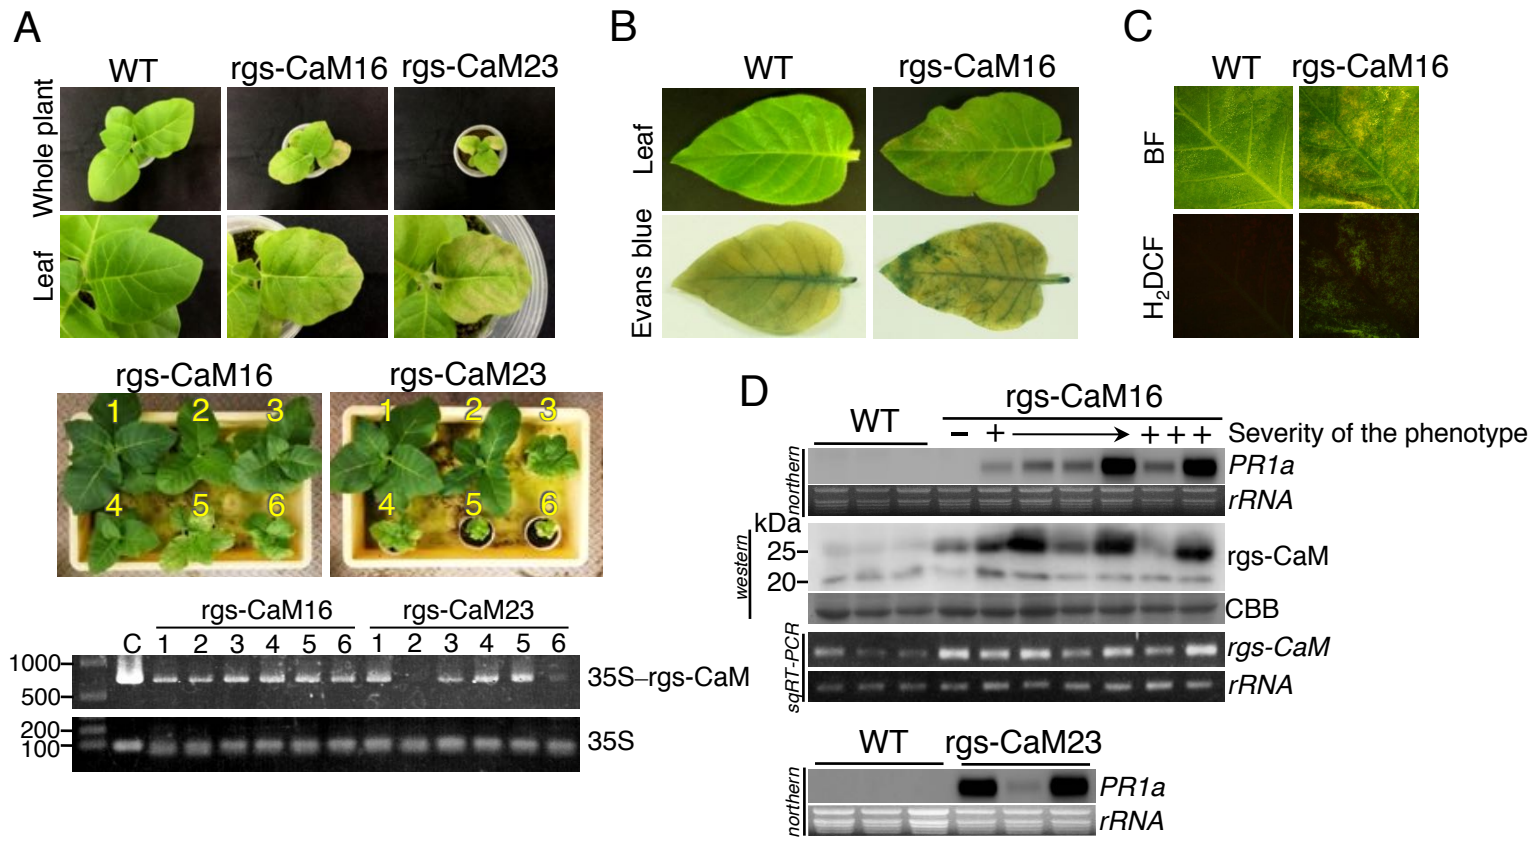 A
WT
rgs-CaM16
rgs-CaM23
Whole plant
Leaf
rgs-CaM16
rgs-CaM23
1 2 3
4 5 6
1 2 3
4 5 6
rgs-CaM16
rgs-CaM23
C 1 2 3 4 5 6 1 2 3 4 5 6
1000
500
35S–rgs-CaM
200
100
35S
B
WT
rgs-CaM16
Leaf
Evans blue
C
WT
rgs-CaM16
BF
H₂DCF
D
WT
rgs-CaM16
– + → + + + Severity of the phenotype
northern
PR1a
rRNA
kDa
western
25
20
rgs-CaM
CBB
sqRT-PCR
rgs-CaM
rRNA
WT
rgs-CaM23
northern
PR1a
rRNA